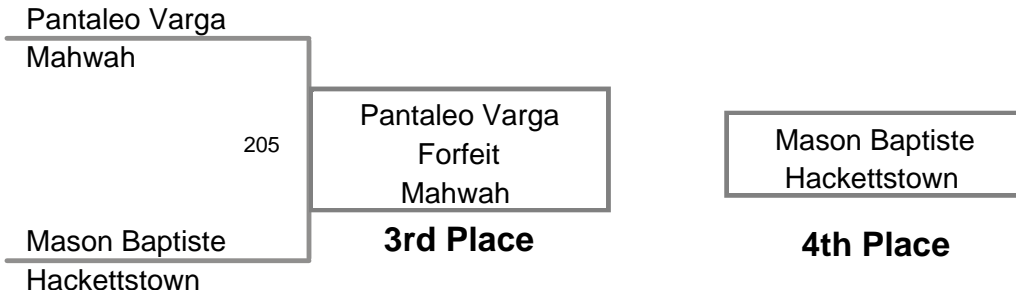 Pantaleo Varga
Mahwah
205
Pantaleo Varga
Forfeit
Mahwah
3rd Place
Mason Baptiste
Hackettstown
4th Place
Mason Baptiste
Hackettstown